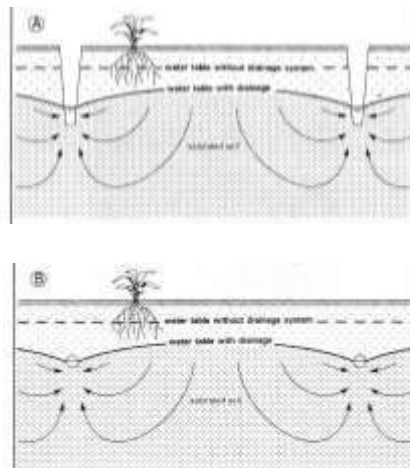 A
water table without drainage system
water table with drainage
saturated soil
B
water table without drainage system
water table with drainage
saturated soil